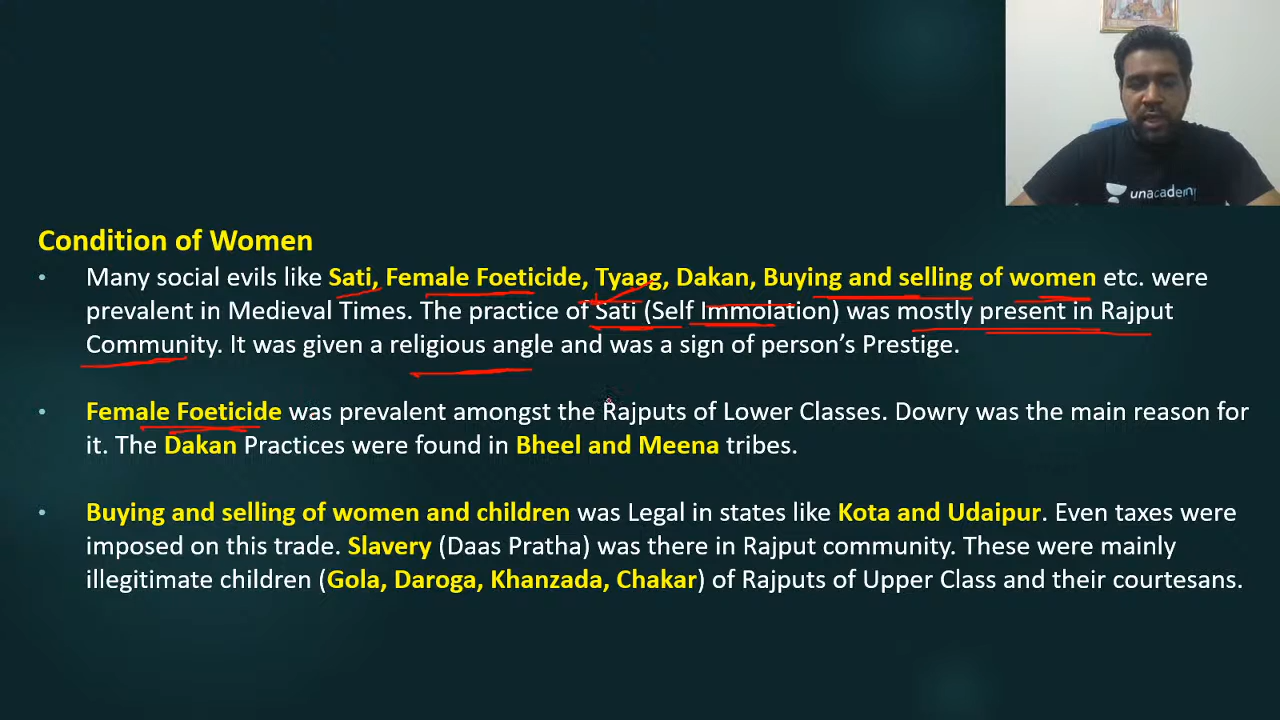 unacademy
Condition of Women
• Many social evils like Sati, Female Foeticide, Tyaag, Dakan, Buying and selling of women etc. were
prevalent in Medieval Times. The practice of Sati (Self Immolation) was mostly present in Rajput
Community. It was given a religious angle and was a sign of person's Prestige.
• Female Foeticide was prevalent amongst the Rajputs of Lower Classes. Dowry was the main reason for
it. The Dakan Practices were found in Bheel and Meena tribes.
• Buying and selling of women and children was Legal in states like Kota and Udaipur. Even taxes were
imposed on this trade. Slavery (Daas Pratha) was there in Rajput community. These were mainly
illegitimate children (Gola, Daroga, Khanzada, Chakar) of Rajputs of Upper Class and their courtesans.